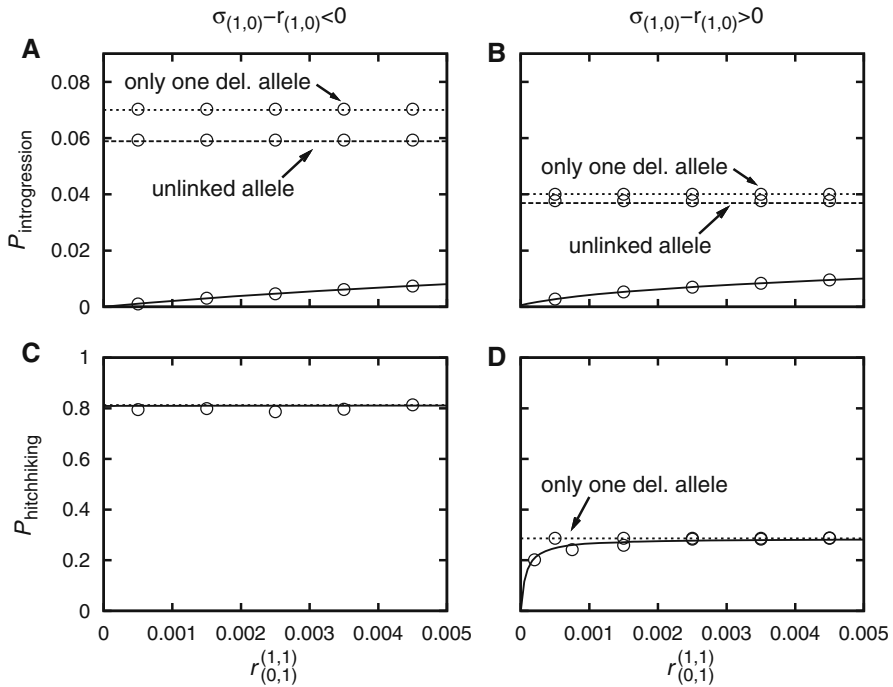 σ(1,0)−r(1,0)<0
σ(1,0)−r(1,0)>0
A
B
0.08
0.06
0.04
0.02
0
only one del. allele
unlinked allele
only one del. allele
unlinked allele
P introgression
C
D
1
0.8
0.6
0.4
0.2
0
only one del. allele
P hitchhiking
0 0.001 0.002 0.003 0.004 0.005
0 0.001 0.002 0.003 0.004 0.005
r(0,1)(1,1)
r(0,1)(1,1)